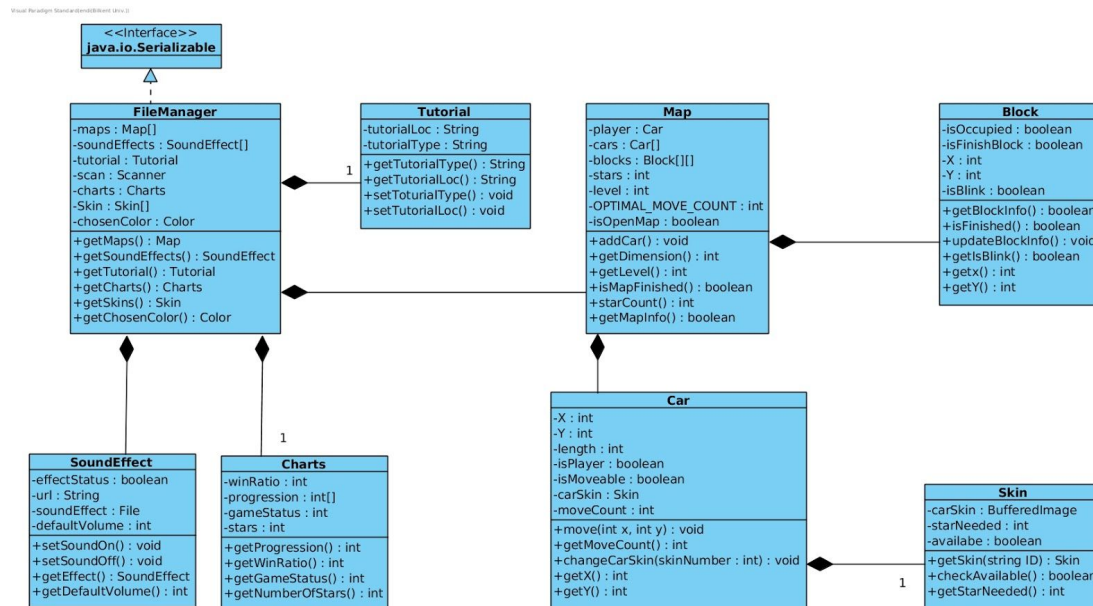 Visual Paradigm Standard(endi(Bilkent Univ.))
<<Interface>>
java.io.Serializable
FileManager
-maps : Map[]
-soundEffects : SoundEffect[]
-tutorial : Tutorial
-scan : Scanner
-charts : Charts
-Skin : Skin[]
-chosenColor : Color
+getMaps() : Map
+getSoundEffects() : SoundEffect
+getTutorial() : Tutorial
+getCharts() : Charts
+getSkins() : Skin
+getChosenColor() : Color
1
Tutorial
-tutorialLoc : String
-tutorialType : String
+getTutorialType() : String
+getTutorialLoc() : String
+setToturialType() : void
+setTutorialLoc() : void
Map
-player : Car
-cars : Car[]
-blocks : Block[][]
-stars : int
-level : int
-OPTIMAL_MOVE_COUNT : int
-isOpenMap : boolean
+addCar() : void
+getDimension() : int
+getLevel() : int
+isMapFinished() : boolean
+starCount() : int
+getMapInfo() : boolean
Block
-isOccupied : boolean
-isFinishBlock : boolean
-X : int
-Y : int
-isBlink : boolean
+getBlockInfo() : boolean
+isFinished() : boolean
+updateBlockInfo() : void
+getIsBlink() : boolean
+getx() : int
+getY() : int
SoundEffect
-effectStatus : boolean
-url : String
-soundEffect : File
-defaultVolume : int
+setSoundOn() : void
+setSoundOff() : void
+getEffect() : SoundEffect
+getDefaultVolume() : int
1
Charts
-winRatio : int
-progression : int[]
-gameStatus : int
-stars : int
+getProgression() : int
+getWinRatio() : int
+getGameStatus() : int
+getNumberOfStars() : int
Car
-X : int
-Y : int
-length : int
-isPlayer : boolean
-isMoveable : boolean
-carSkin : Skin
-moveCount : int
+move(int x, int y) : void
+getMoveCount() : int
+changeCarSkin(skinNumber : int) : void
+getX() : int
+getY() : int
1
Skin
-carSkin : BufferedImage
-starNeeded : int
-availabe : boolean
+getSkin(string ID) : Skin
+checkAvailable() : boolean
+getStarNeeded() : int